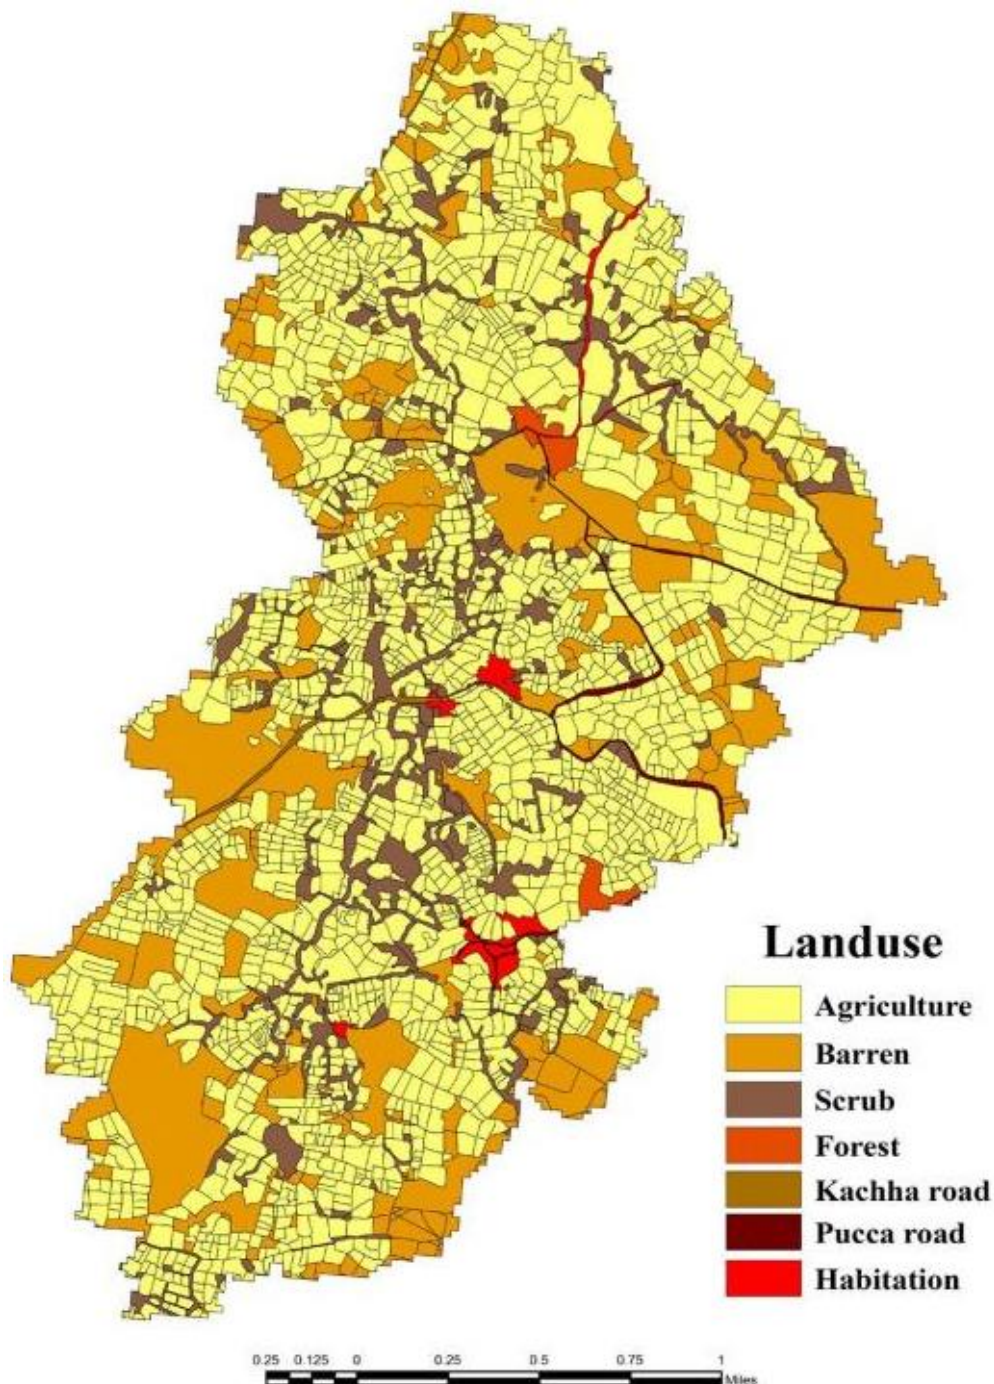 Landuse
Agriculture
Barren
Scrub
Forest
Kachha road
Pucca road
Habitation
0.25 0.125 0 0.25 0.5 0.75 1
Miles